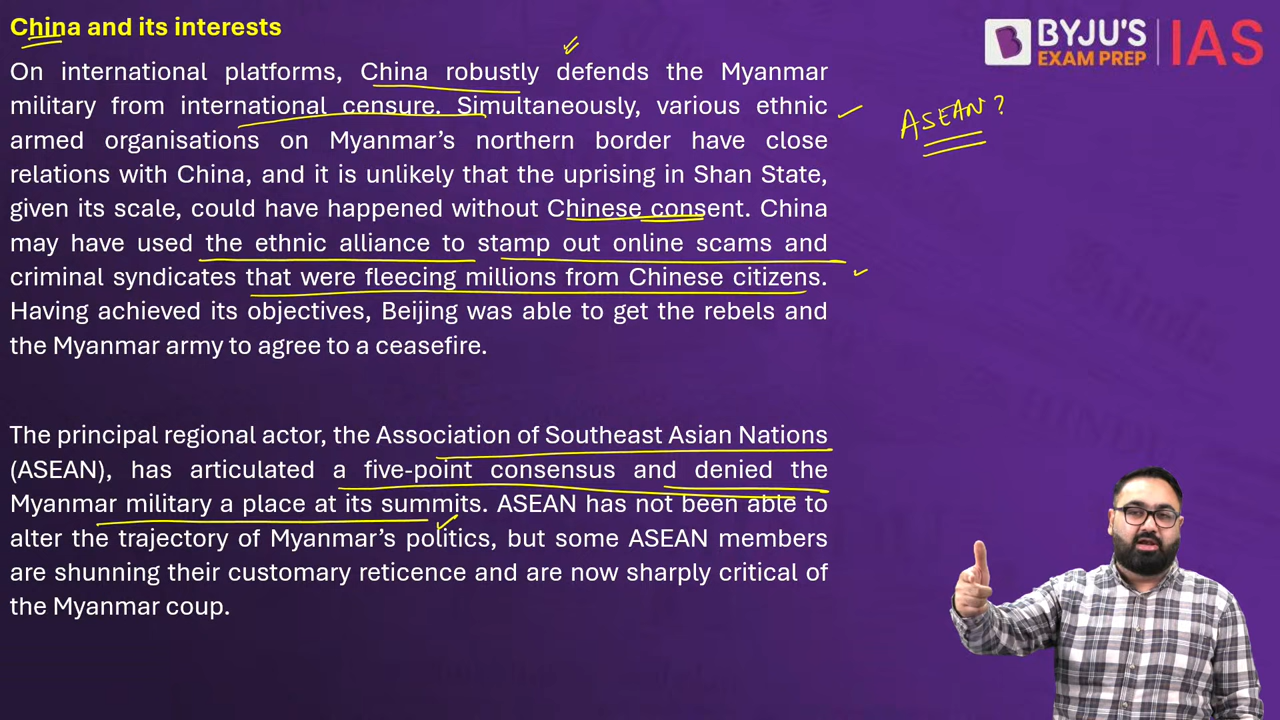 China and its interests
BYJU'S
EXAM PREP
IAS
On international platforms, China robustly defends the Myanmar
military from international censure. Simultaneously, various ethnic
armed organisations on Myanmar's northern border have close
relations with China, and it is unlikely that the uprising in Shan State,
given its scale, could have happened without Chinese consent. China
may have used the ethnic alliance to stamp out online scams and
criminal syndicates that were fleecing millions from Chinese citizens.
Having achieved its objectives, Beijing was able to get the rebels and
the Myanmar army to agree to a ceasefire.
ASEAN?
The principal regional actor, the Association of Southeast Asian Nations
(ASEAN), has articulated a five-point consensus and denied the
Myanmar military a place at its summits. ASEAN has not been able to
alter the trajectory of Myanmar's politics, but some ASEAN members
are shunning their customary reticence and are now sharply critical of
the Myanmar coup.